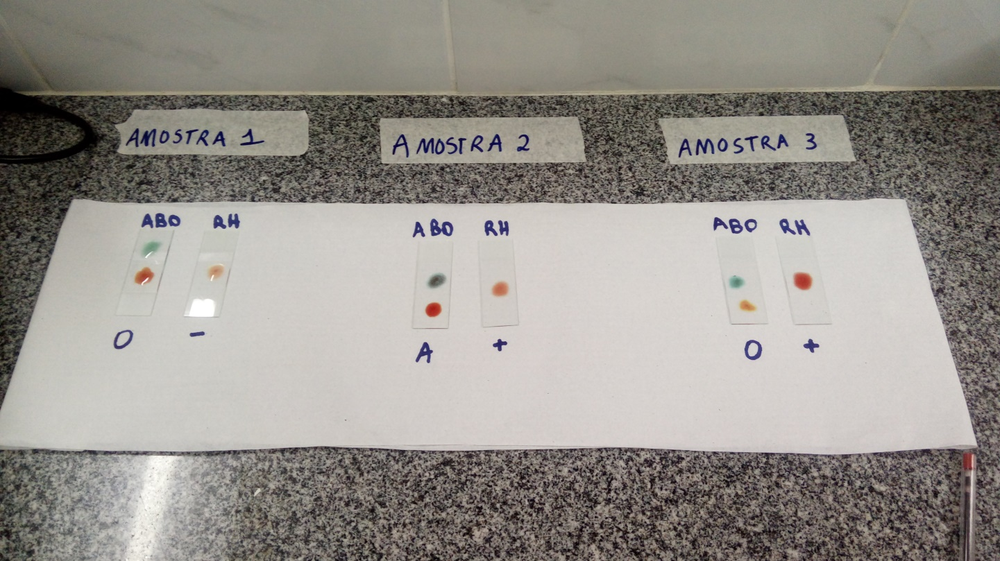 AMOSTRA 1
AMOSTRA 2
AMOSTRA 3
ABO RH
ABO RH
ABO RH
O -
A +
O +